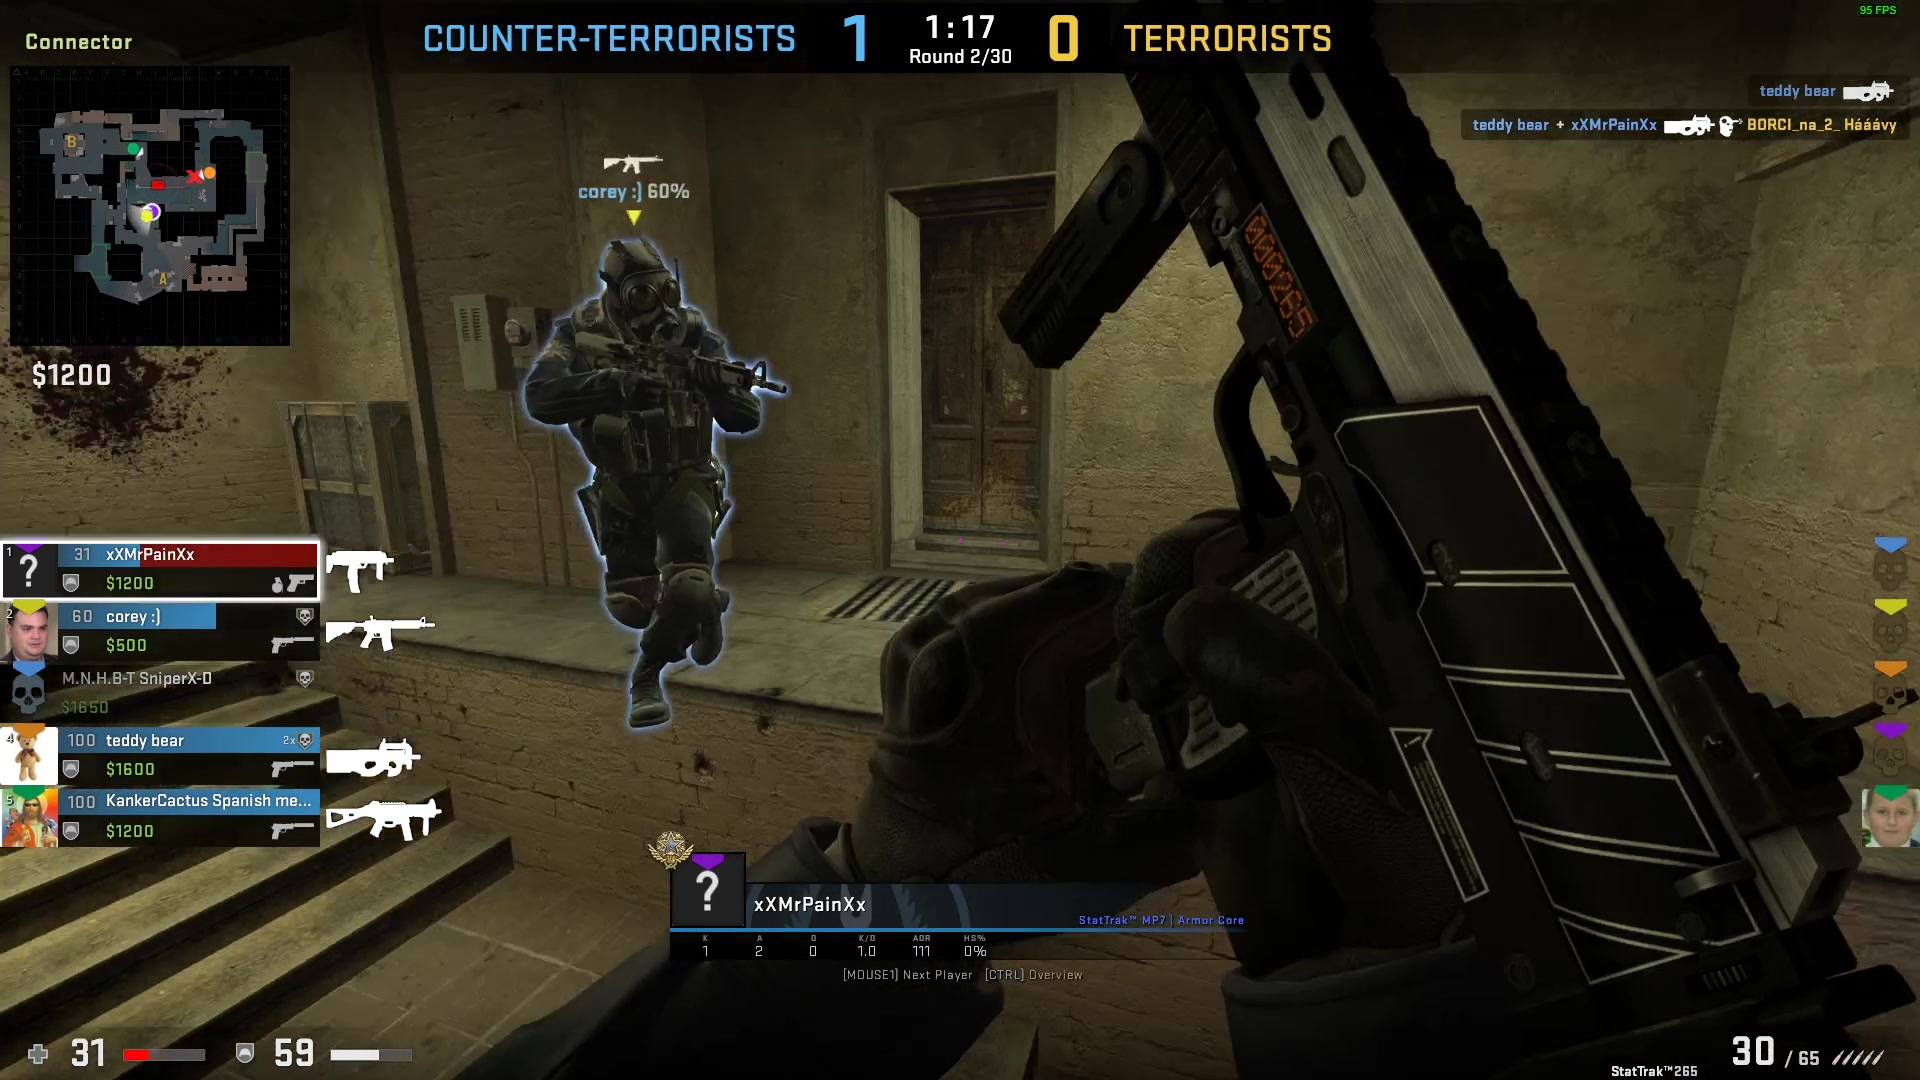 95 FPS
Connector
COUNTER-TERRORISTS 1 1:17 0 TERRORISTS
Round 2/30
teddy bear
teddy bear + xXMrPainXx BORCI_na_2_ Hááávy
B
A
corey :) 60%
000265
$1200
1 ? 31 xXMrPainXx
$1200
2 60 corey :)
$500
M.N.H.B-T SniperX-D
$1650
4 100 teddy bear 2x
$1600
5 100 KankerCactus Spanish me...
$1200
? xXMrPainXx
StatTrak™ MP7 | Armor Core
K A D K/D ADR HS%
1 2 0 1.0 111 0%
[MOUSE1] Next Player [CTRL] Overview
31 59
30 / 65
StatTrak™265